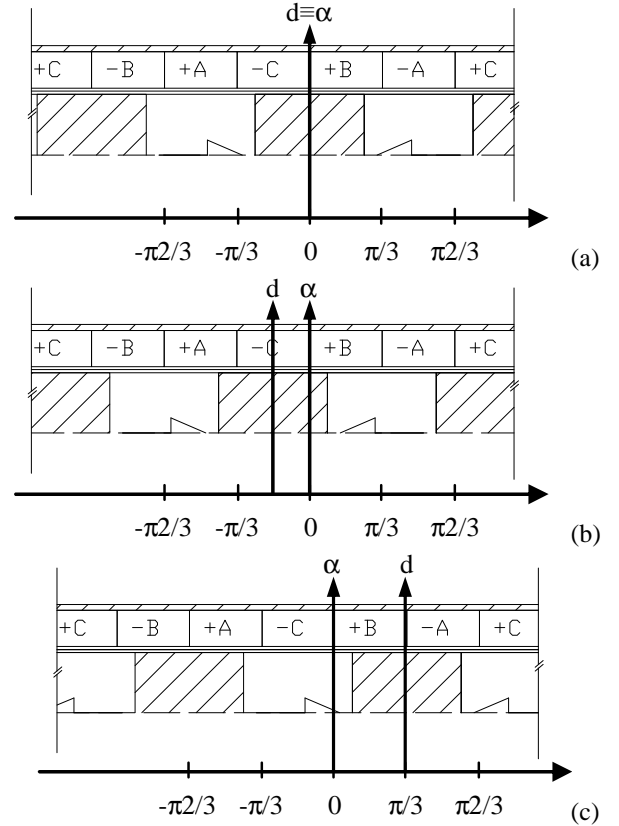 d≡α
+C -B +A -C +B -A +C
-π2/3 -π/3 0 π/3 π2/3
(a)
d α
+C -B +A -C +B -A +C
-π2/3 -π/3 0 π/3 π2/3
(b)
α d
+C -B +A -C +B -A +C
-π2/3 -π/3 0 π/3 π2/3
(c)